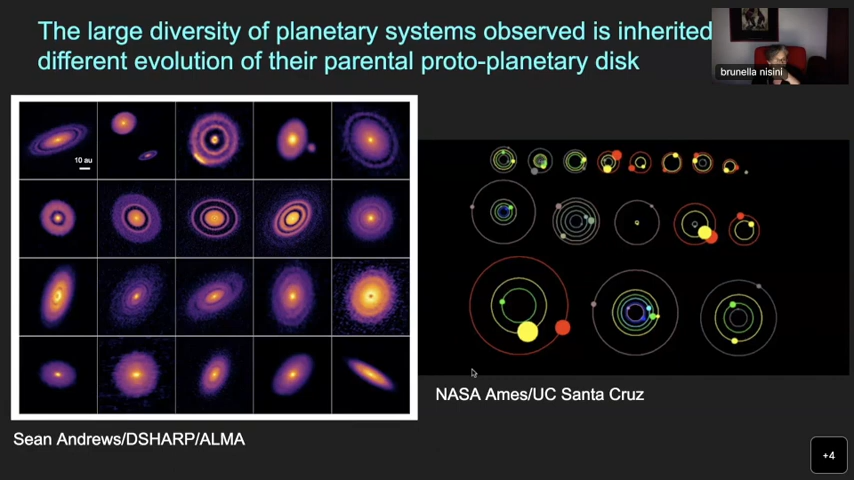 The large diversity of planetary systems observed is inherited
different evolution of their parental proto-planetary disk
brunella nisini
10 au
NASA Ames/UC Santa Cruz
Sean Andrews/DSHARP/ALMA
+4